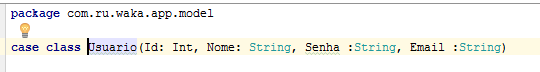 package com.ru.waka.app.model
case class Usuario(Id: Int, Nome: String, Senha :String, Email :String)